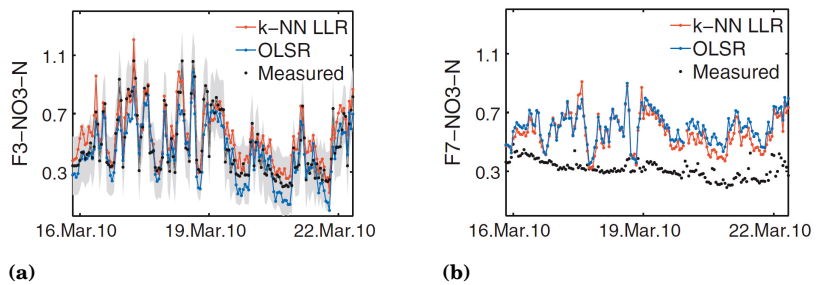 k−NN LLR
OLSR
Measured
F3−NO3−N
1.1
0.7
0.3
16.Mar.10 19.Mar.10 22.Mar.10
(a)
k−NN LLR
OLSR
Measured
F7−NO3−N
1.1
0.7
0.3
16.Mar.10 19.Mar.10 22.Mar.10
(b)